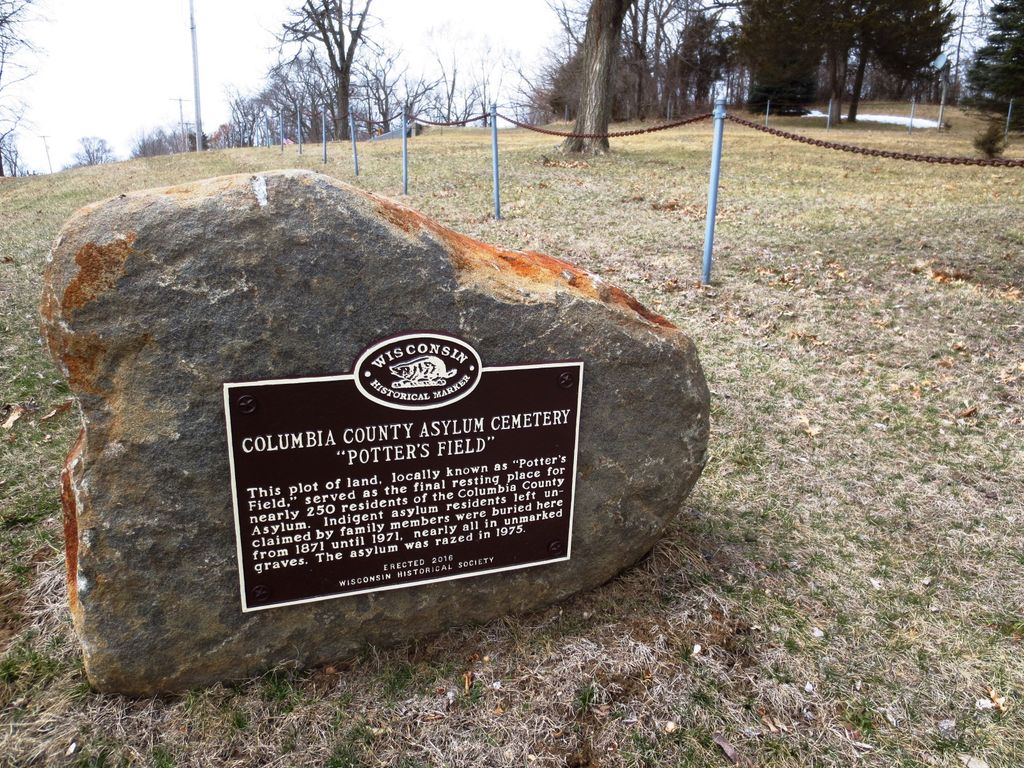 WISCONSIN
HISTORICAL MARKER
COLUMBIA COUNTY ASYLUM CEMETERY
"POTTER'S FIELD"
This plot of land, locally known as "Potter's
Field," served as the final resting place for
nearly 250 residents of the Columbia County
Asylum. Indigent asylum residents left un-
claimed by family members were buried here
from 1871 until 1971, nearly all in unmarked
graves. The asylum was razed in 1975.
ERECTED 2016
WISCONSIN HISTORICAL SOCIETY